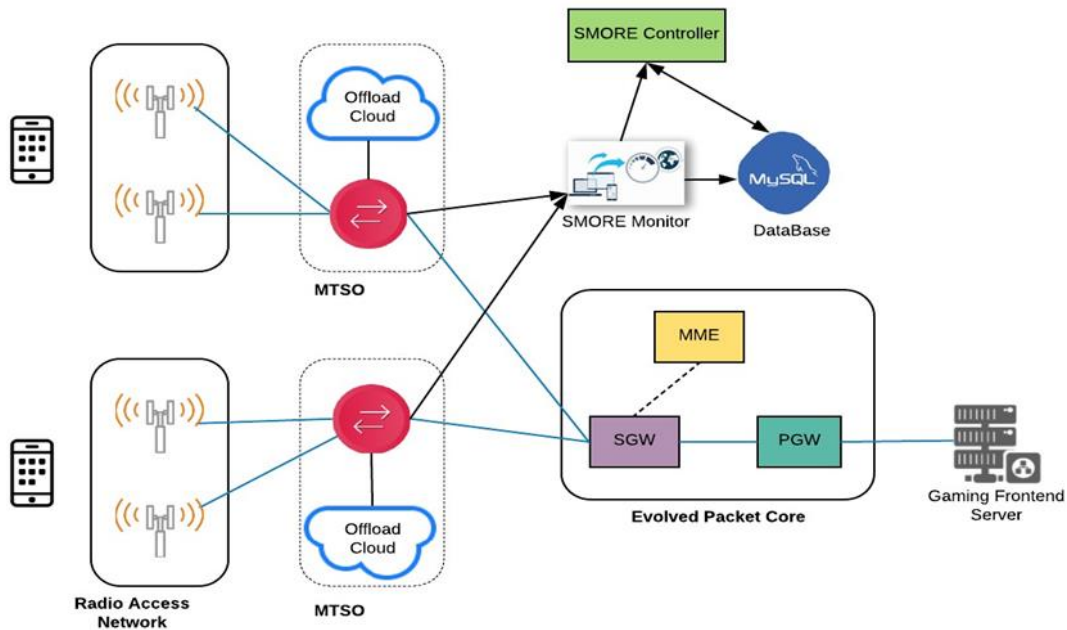 SMORE Controller
Offload
Cloud
MySQL
SMORE Monitor
DataBase
MTSO
MME
SGW
PGW
Gaming Frontend
Server
Evolved Packet Core
Offload
Cloud
Radio Access
Network
MTSO